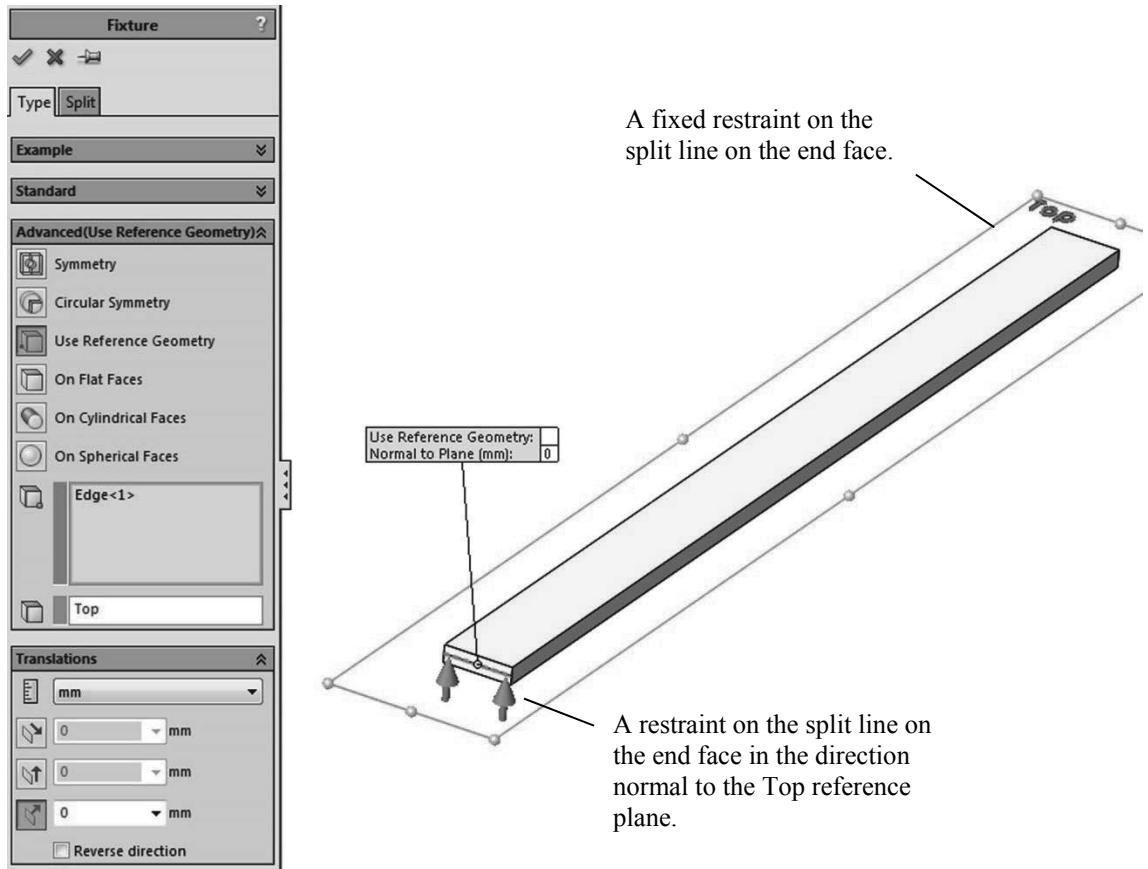 Fixture ?
Type Split
Example
Standard
Advanced(Use Reference Geometry)
Symmetry
Circular Symmetry
Use Reference Geometry
On Flat Faces
On Cylindrical Faces
On Spherical Faces
Edge<1>
Top
Translations
mm
0 mm
0 mm
0 mm
Reverse direction
A fixed restraint on the
split line on the end face.
Top
Use Reference Geometry:
Normal to Plane (mm): 0
A restraint on the split line on
the end face in the direction
normal to the Top reference
plane.